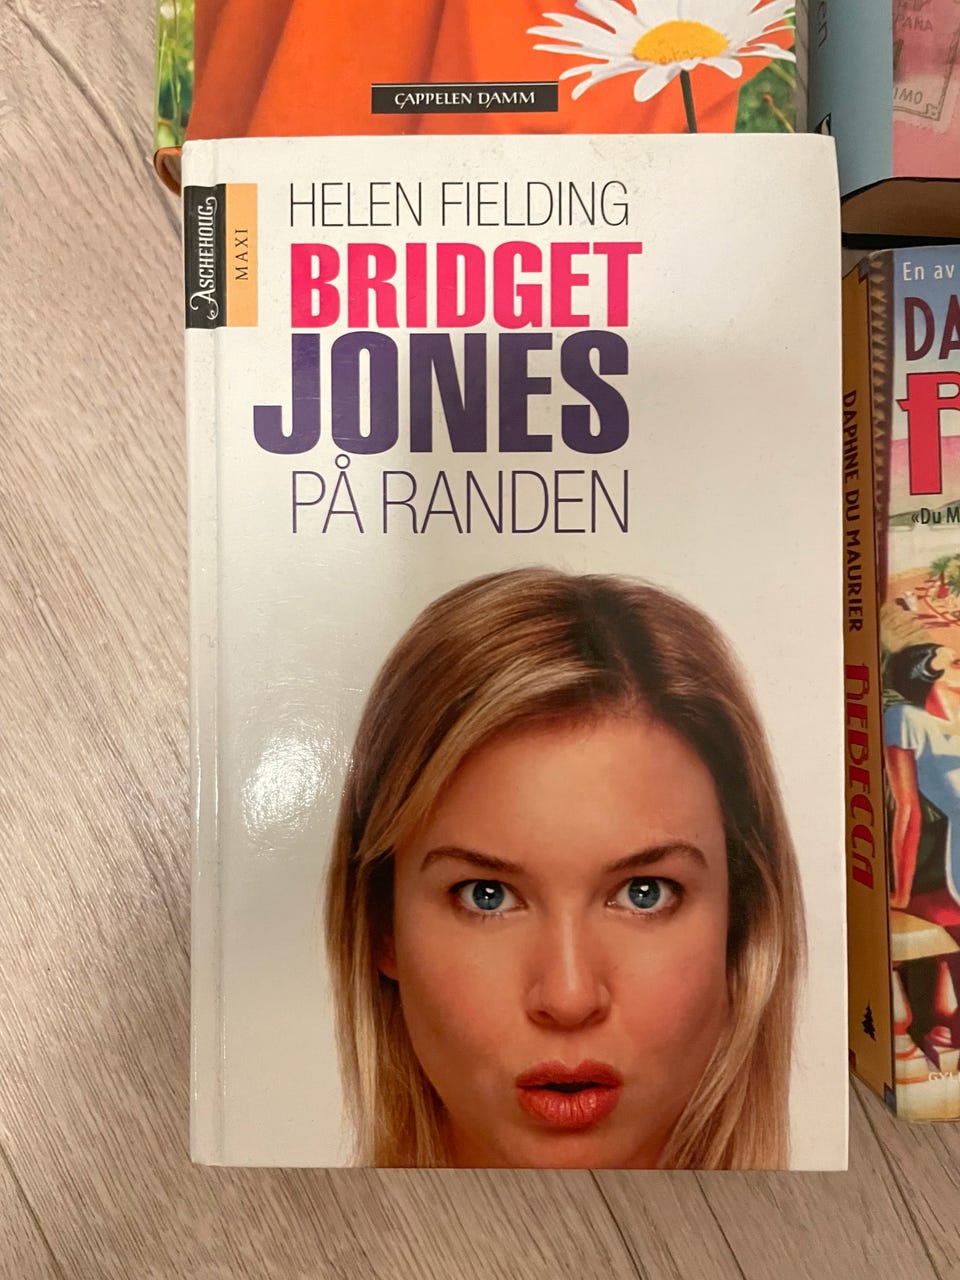 CAPPELEN DAMM
ASCHEHOUG
MAXI
HELEN FIELDING
BRIDGET
JONES
PÅ RANDEN
En av
DA
«Du M
DAPHNE DU MAURIER
REBECCA